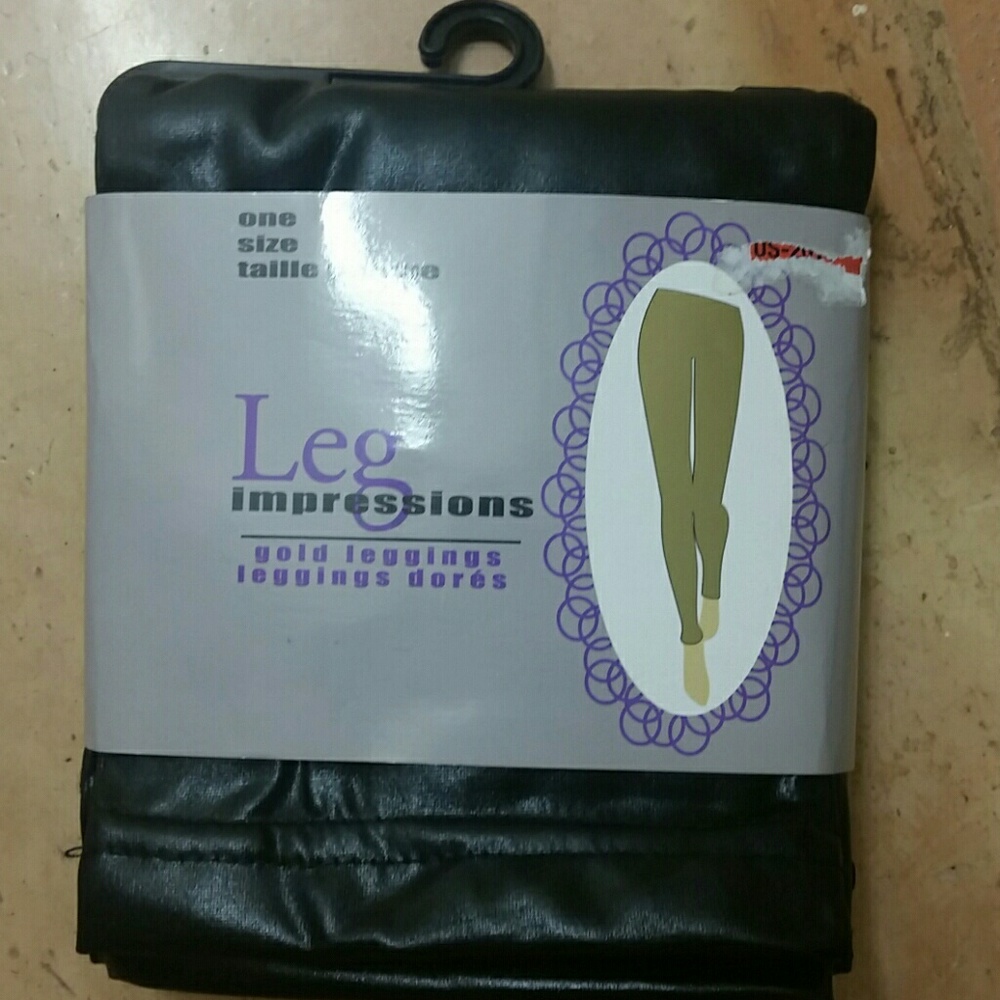 one
size
taille
Leg
impressions
gold leggings
leggings dorés